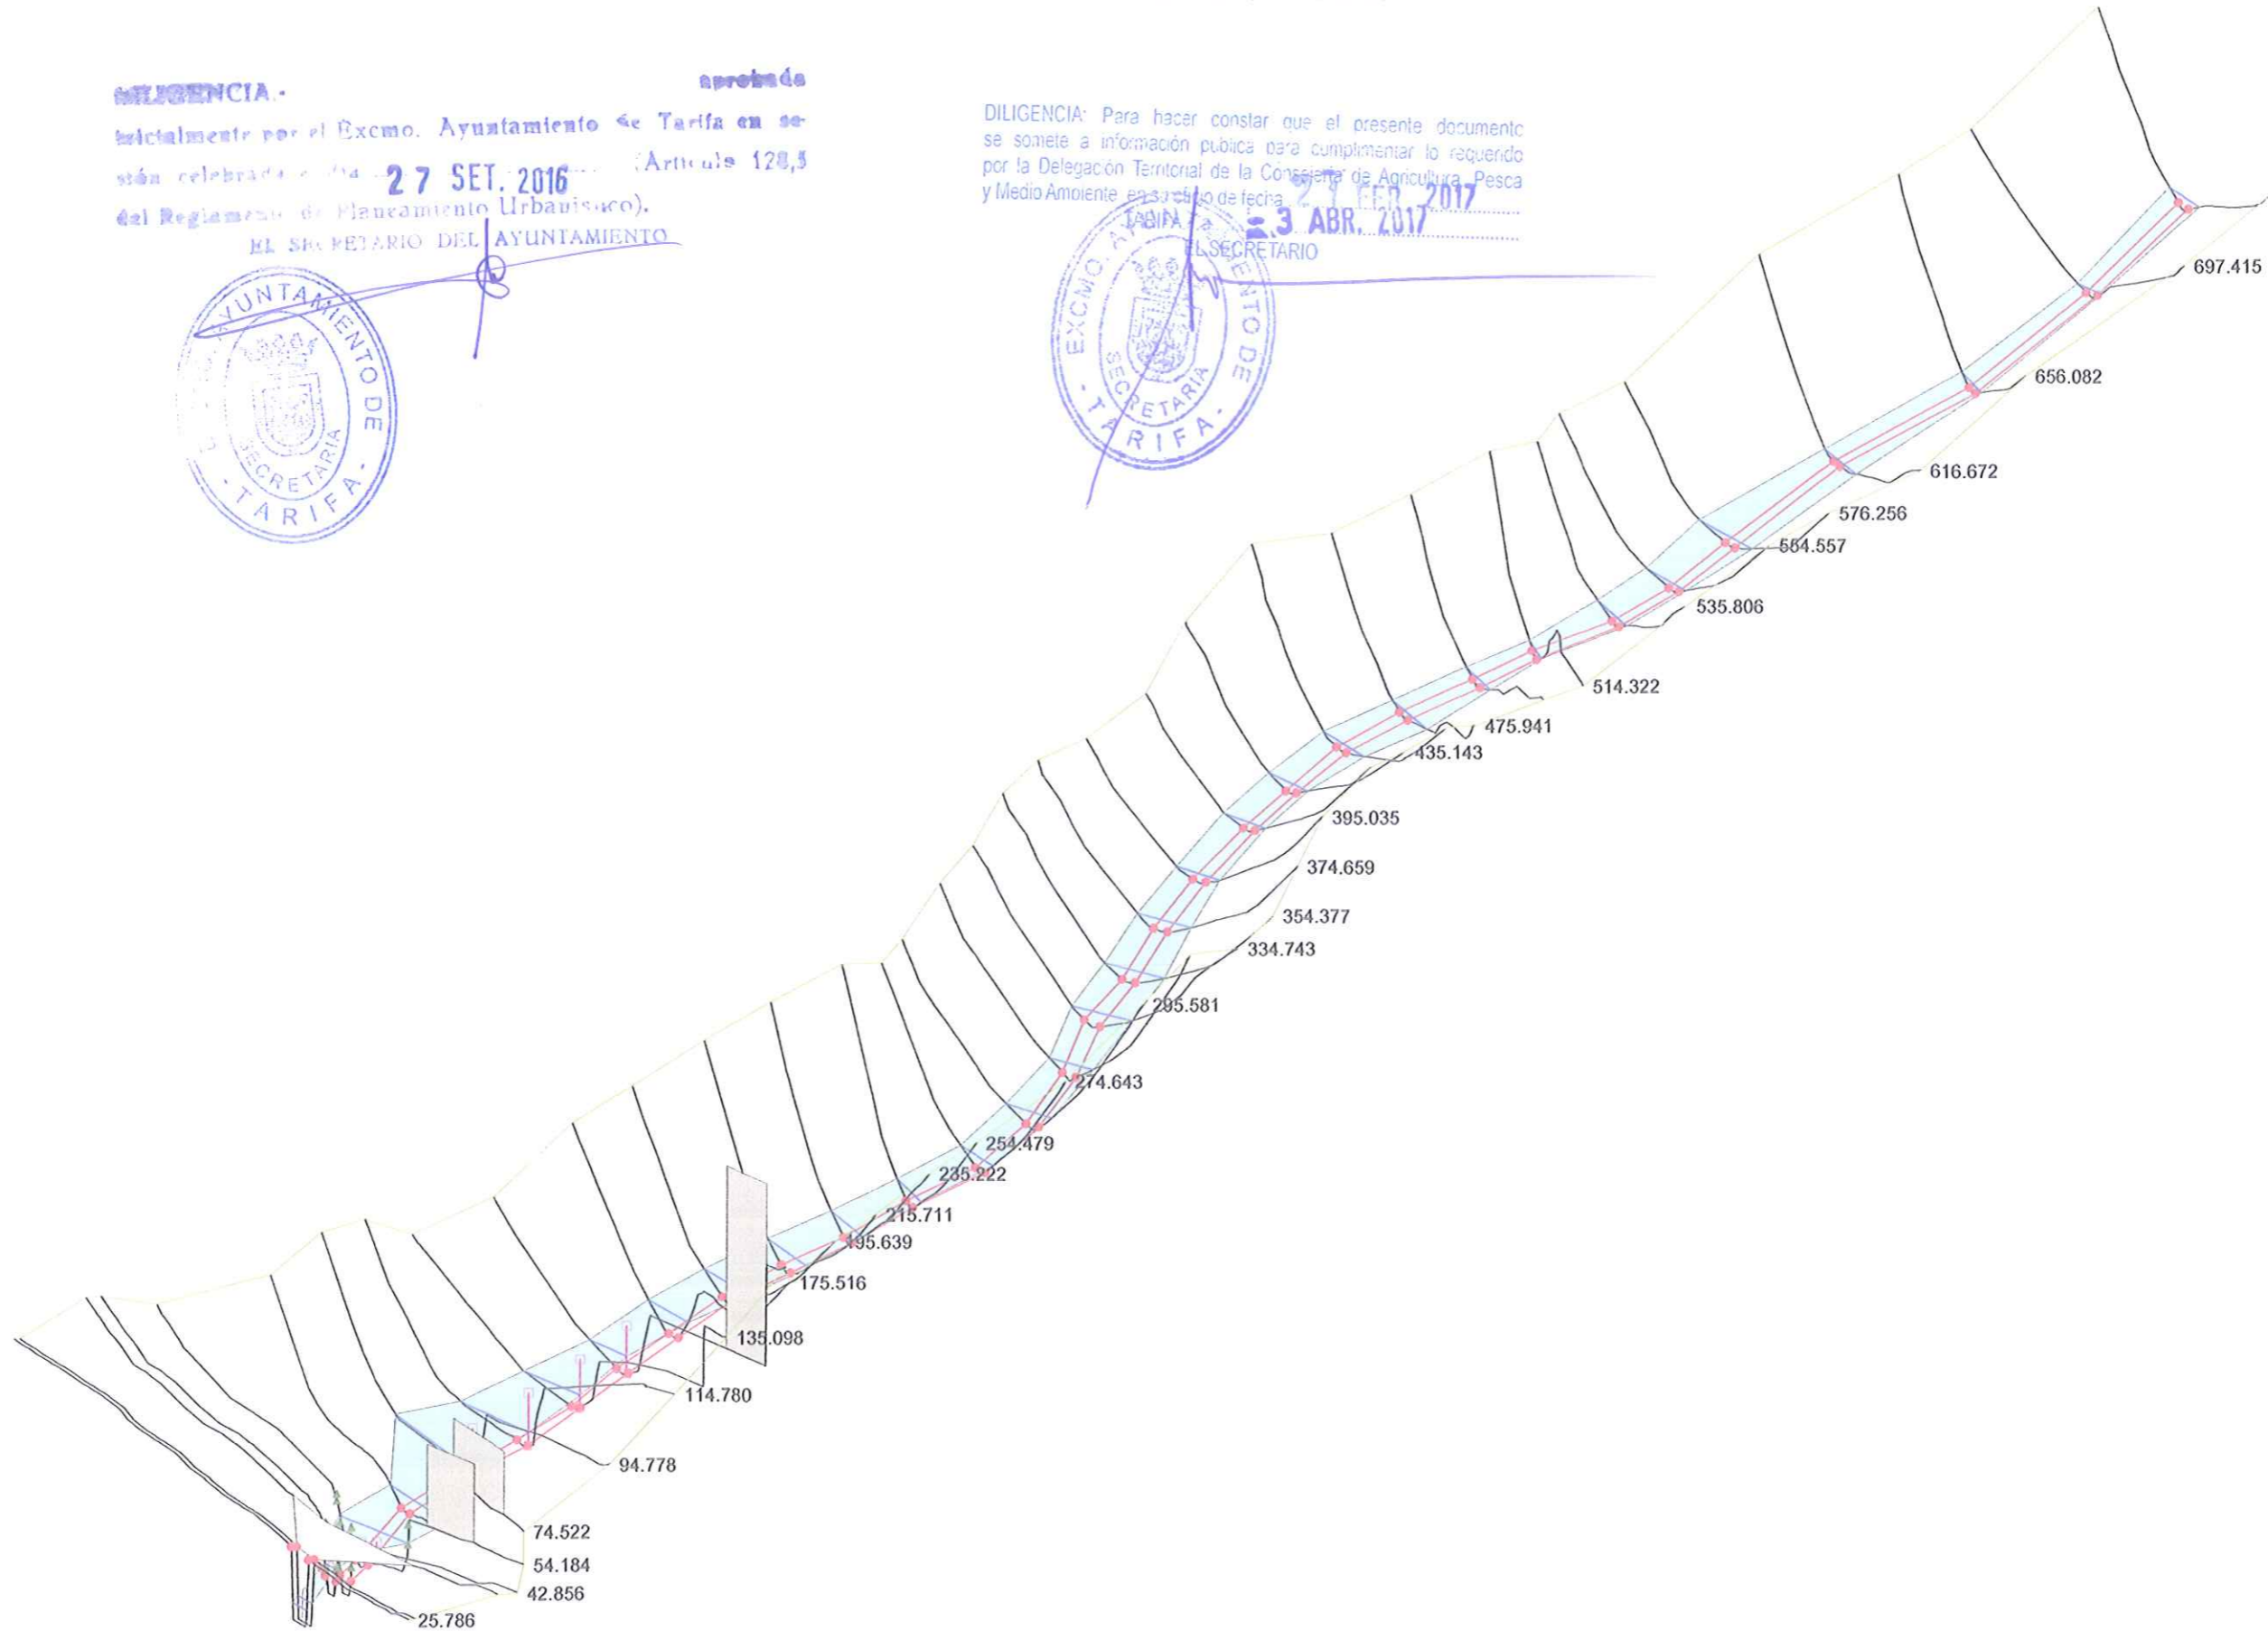 DILIGENCIA.- aprobada
inicialmente por el Excmo. Ayuntamiento de Tarifa en se-
sión celebrada 27 SET. 2016 (Articulo 128,5
del Reglamento de Planeamiento Urbanistico).
EL SECRETARIO DEL AYUNTAMIENTO
AYUNTAMIENTO DE
SECRETARIA
- TARIFA -
DILIGENCIA: Para hacer constar que el presente documento
se somete a información pública para cumplimentar lo requerido
por la Delegación Territorial de la Consejería de Agricultura, Pesca
y Medio Ambiente, en su oficio de fecha 27 FEB. 2017
TARIFA -3 ABR. 2017
EL SECRETARIO
EXCMO. AYUNTAMIENTO DE
SECRETARIA
- TARIFA -
697.415
656.082
616.672
576.256
554.557
535.806
514.322
475.941
435.143
395.035
374.659
354.377
334.743
295.581
274.643
254.479
235.222
215.711
195.639
175.516
135.098
114.780
94.778
74.522
54.184
42.856
25.786